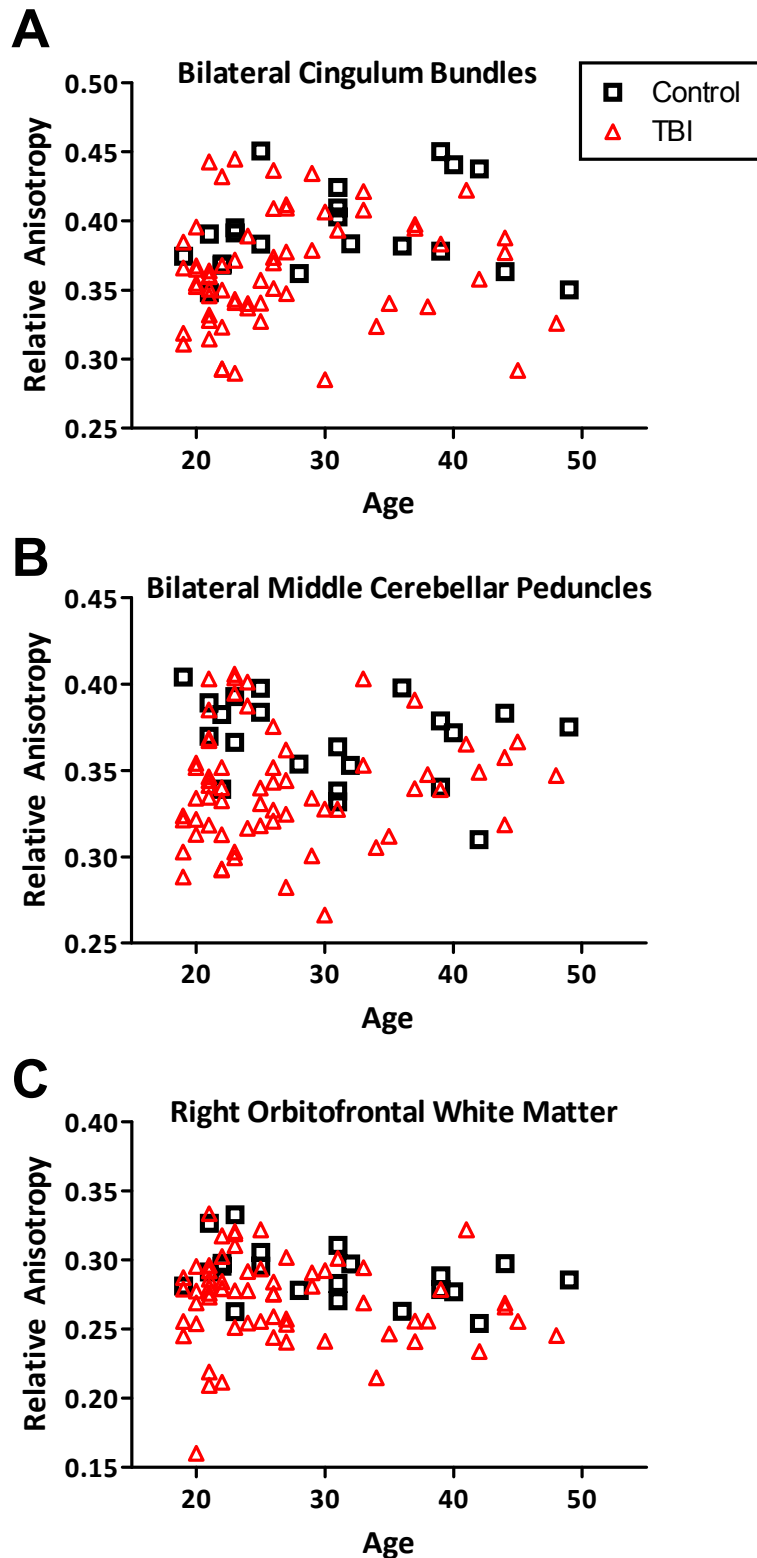 A
Bilateral Cingulum Bundles
Control
TBI
0.50
0.45
0.40
0.35
0.30
0.25
Relative Anisotropy
20 30 40 50
Age
B
Bilateral Middle Cerebellar Peduncles
0.45
0.40
0.35
0.30
0.25
Relative Anisotropy
20 30 40 50
Age
C
Right Orbitofrontal White Matter
0.40
0.35
0.30
0.25
0.20
0.15
Relative Anisotropy
20 30 40 50
Age